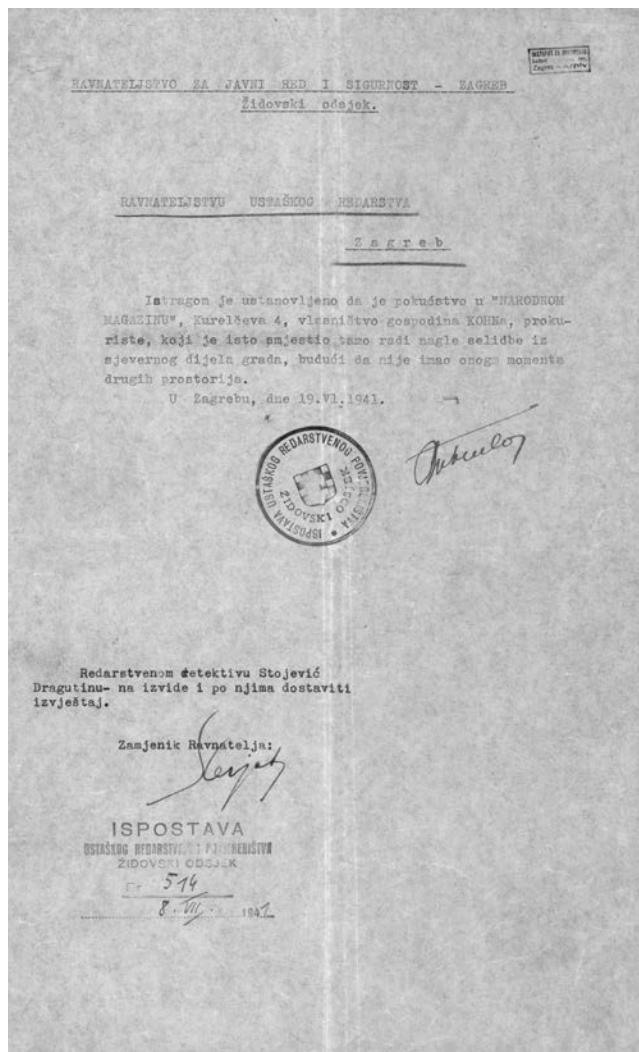 RAVNATELJSTVO ZA JAVNI RED I SIGURNOST - ZAGREB
Židovski odsjek.
RAVNATELJSTVU USTAŠKOG REDARSTVA
Zagreb
Istragom je ustanovljeno da je pokućstvo u "NARODNOM
MAGAZINU", Kurelčeva 4, vlasništvo gospodina KOHNa, proku-
riste, koji je isto smjestio tamo radi nagle selidbe iz
sjevernog dijela grada, budući da nije imao onoga momenta
drugih prostorija.
U Zagrebu, dne 19.VI.1941.
ISPOSTAVA USTAŠKOG REDARSTVENOG POVJERENIŠTVA
ŽIDOVSKI ODSJEK
Redarstvenom detektivu Stojević
Dragutinu- na izvide i po njima dostaviti
izvještaj.
Zamjenik Ravnatelja:
ISPOSTAVA
USTAŠKOG REDARSTVENOG POVJERENIŠTVA
ŽIDOVSKI ODSJEK
514
8. VII. 1941